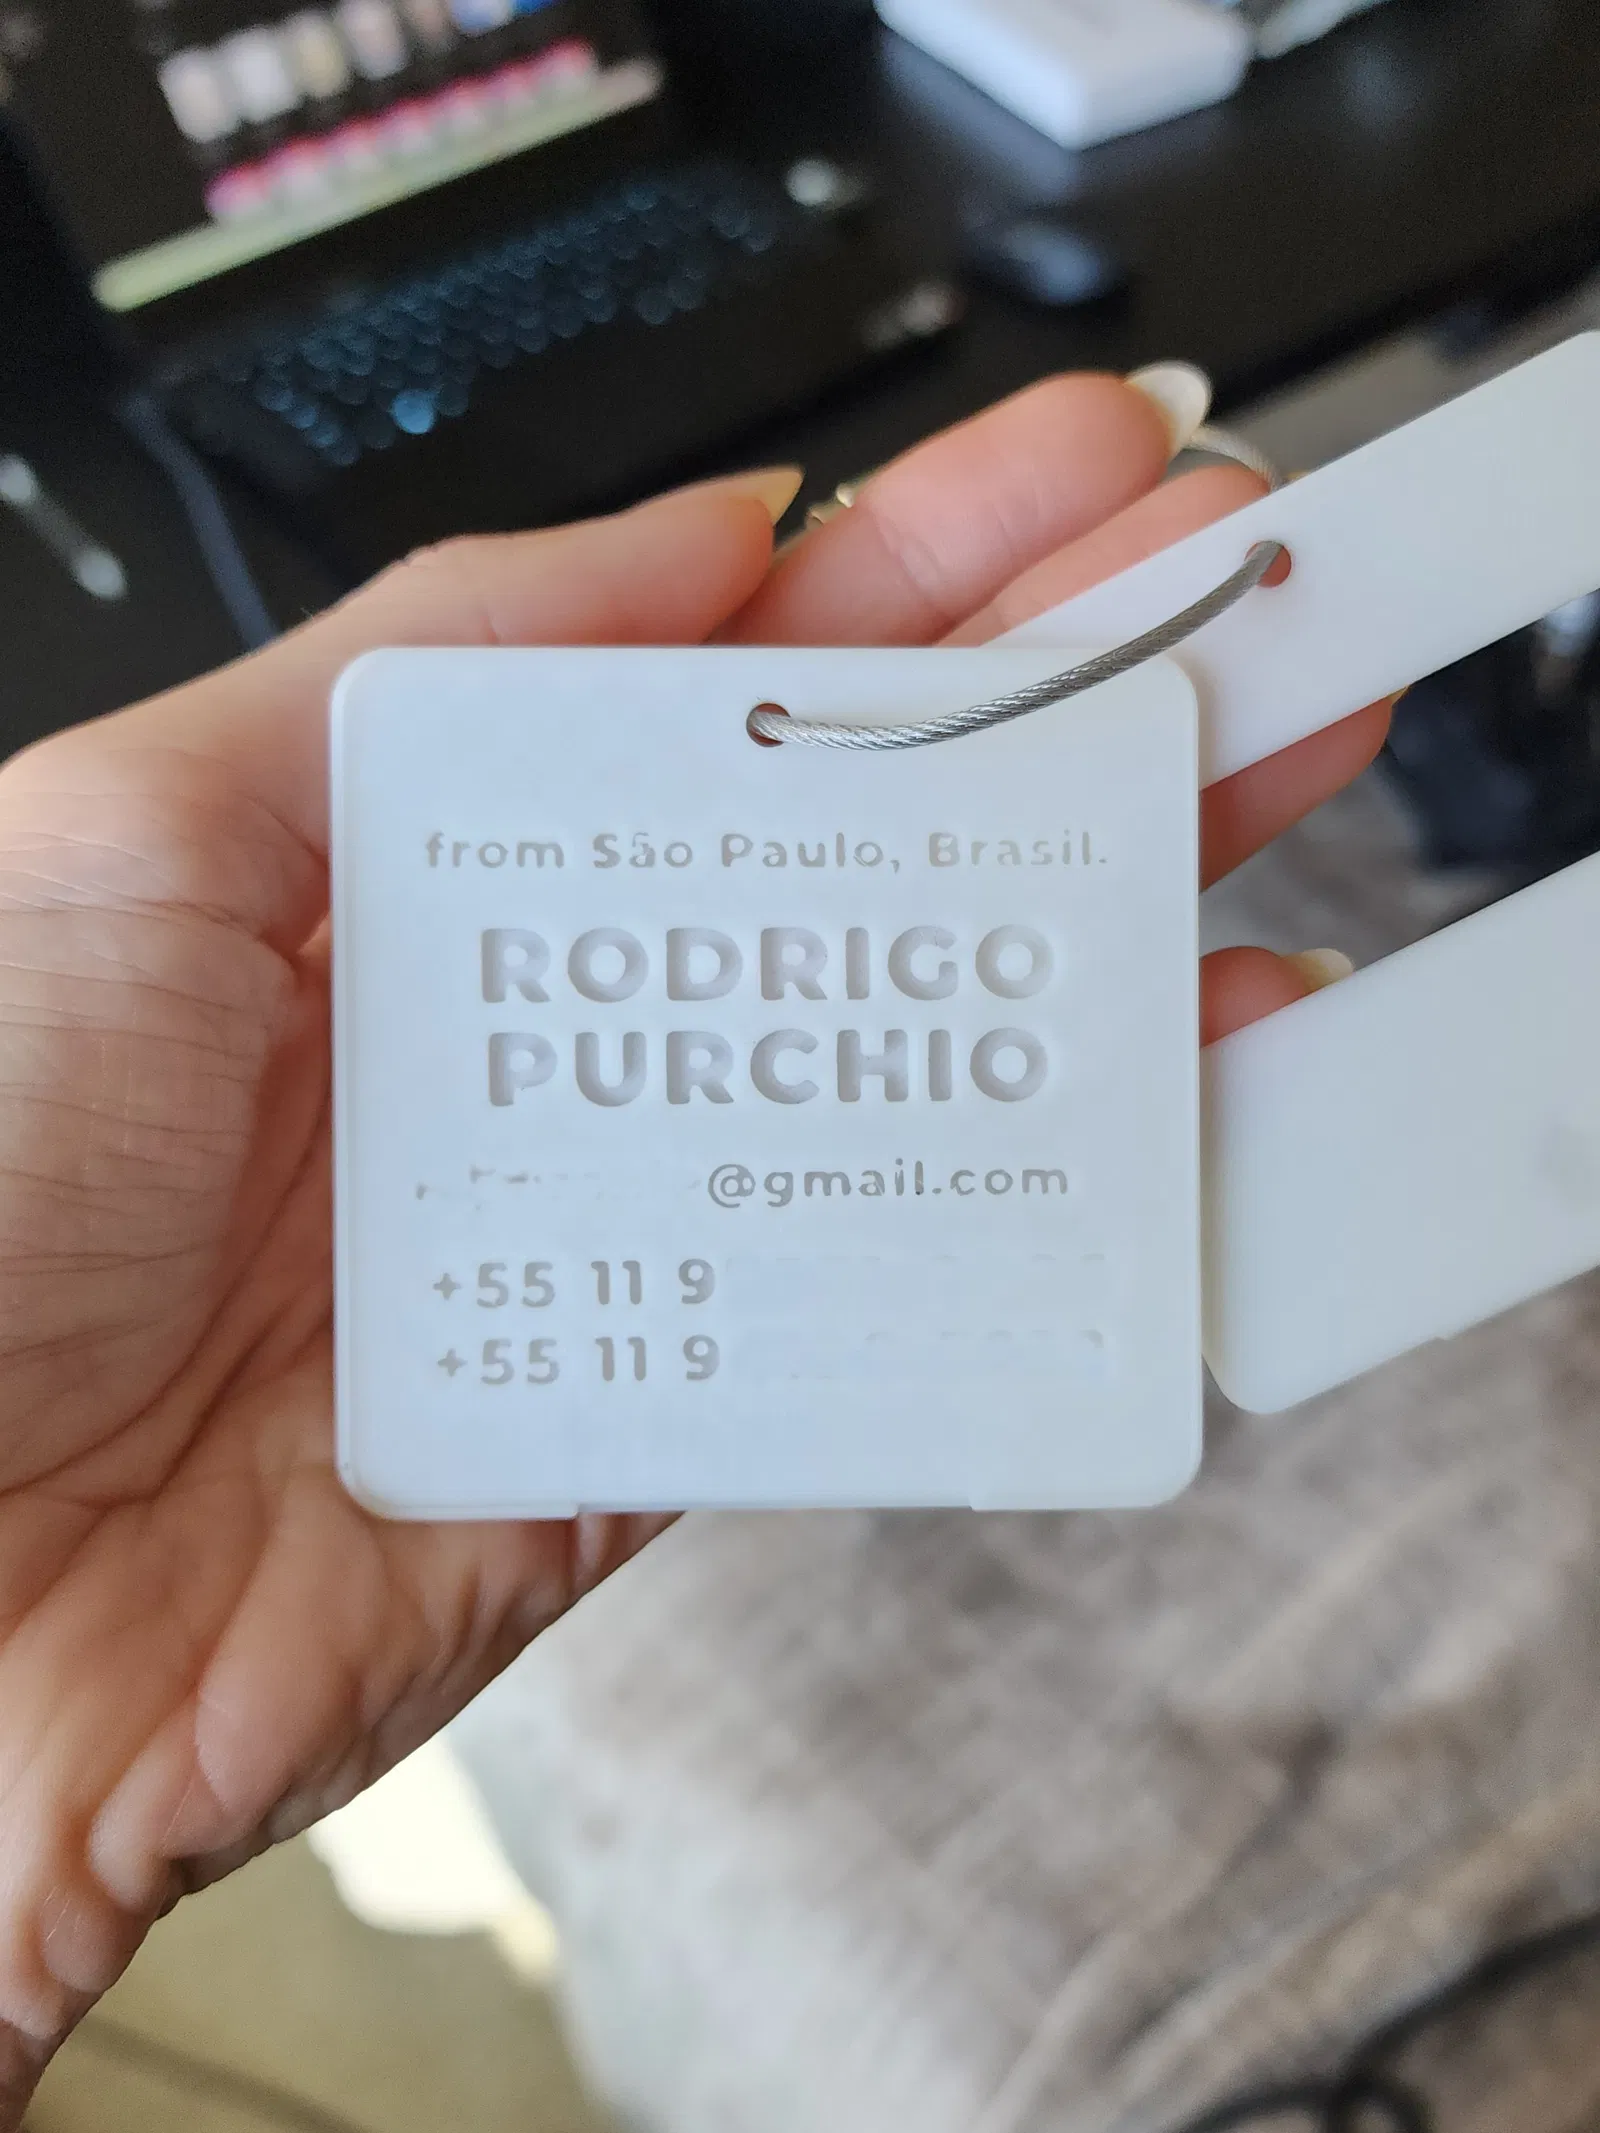 from São Paulo, Brasil.
RODRIGO
PURCHIO
@gmail.com
+55 11 9
+55 11 9